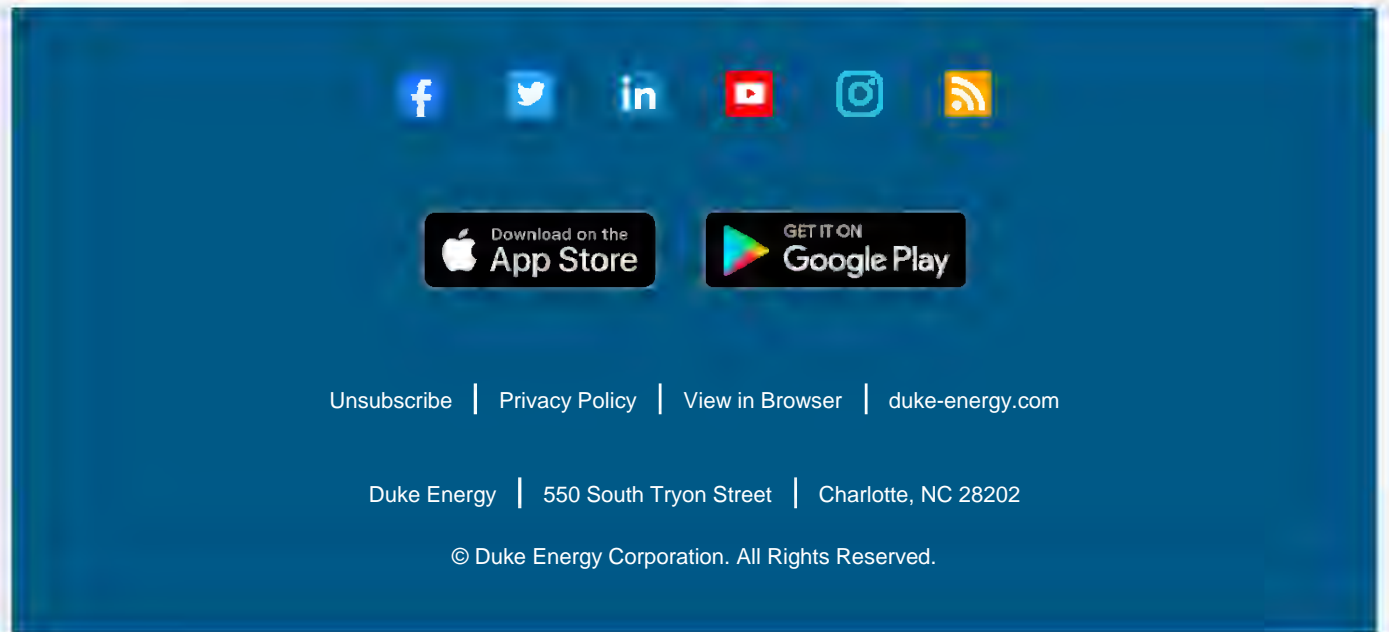 Download on the
App Store
GET IT ON
Google Play
Unsubscribe | Privacy Policy | View in Browser | duke-energy.com
Duke Energy | 550 South Tryon Street | Charlotte, NC 28202
© Duke Energy Corporation. All Rights Reserved.